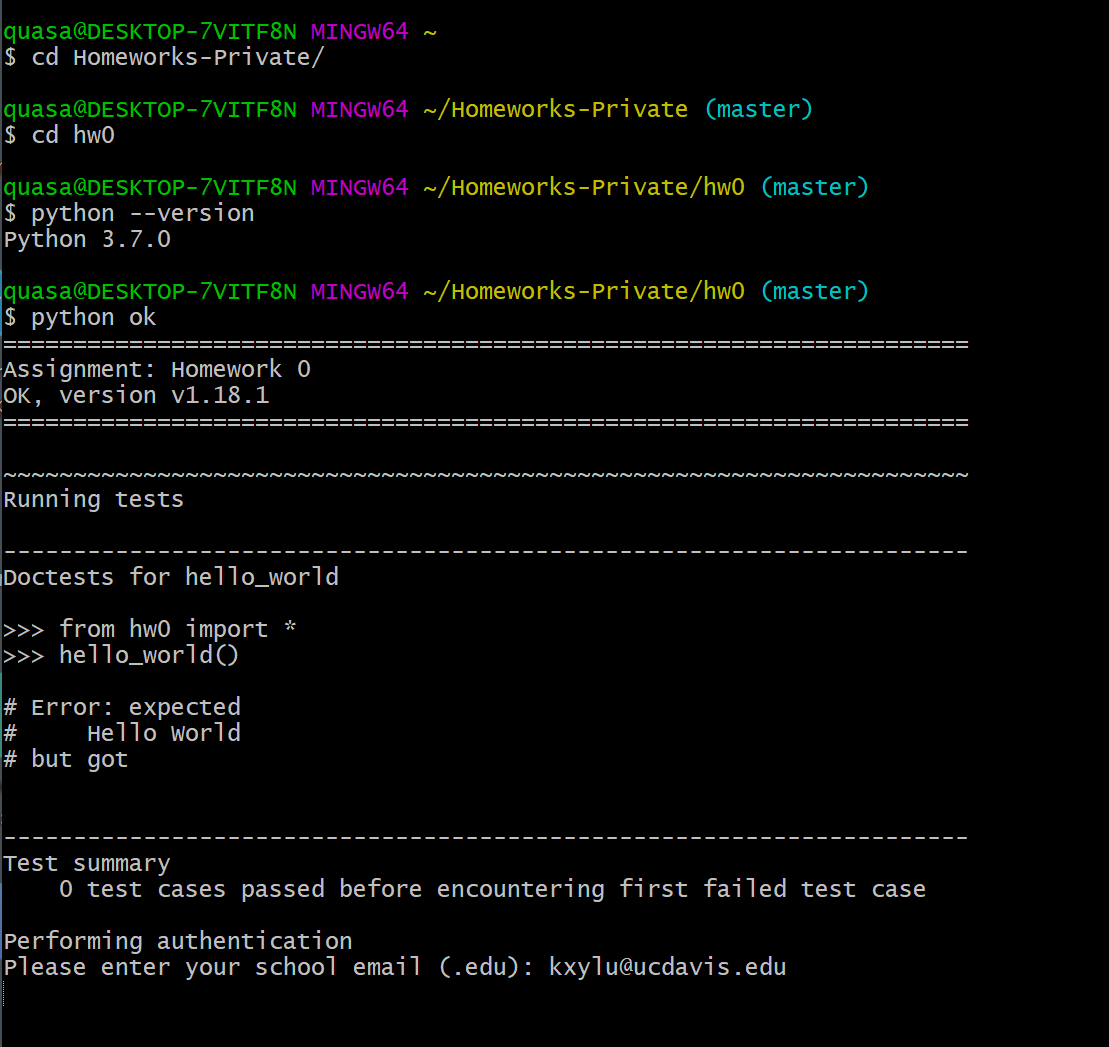 quasa@DESKTOP-7VITF8N MINGW64 ~
$ cd Homeworks-Private/
quasa@DESKTOP-7VITF8N MINGW64 ~/Homeworks-Private (master)
$ cd hw0
quasa@DESKTOP-7VITF8N MINGW64 ~/Homeworks-Private/hw0 (master)
$ python --version
Python 3.7.0
quasa@DESKTOP-7VITF8N MINGW64 ~/Homeworks-Private/hw0 (master)
$ python ok
=====================================================================
Assignment: Homework 0
OK, version v1.18.1
=====================================================================
~~~~~~~~~~~~~~~~~~~~~~~~~~~~~~~~~~~~~~~~~~~~~~~~~~~~~~~~~~~~~~~~~~~~~
Running tests
---------------------------------------------------------------------
Doctests for hello_world
>>> from hw0 import *
>>> hello_world()
# Error: expected
#     Hello World
# but got
---------------------------------------------------------------------
Test summary
    0 test cases passed before encountering first failed test case
Performing authentication
Please enter your school email (.edu): kxylu@ucdavis.edu